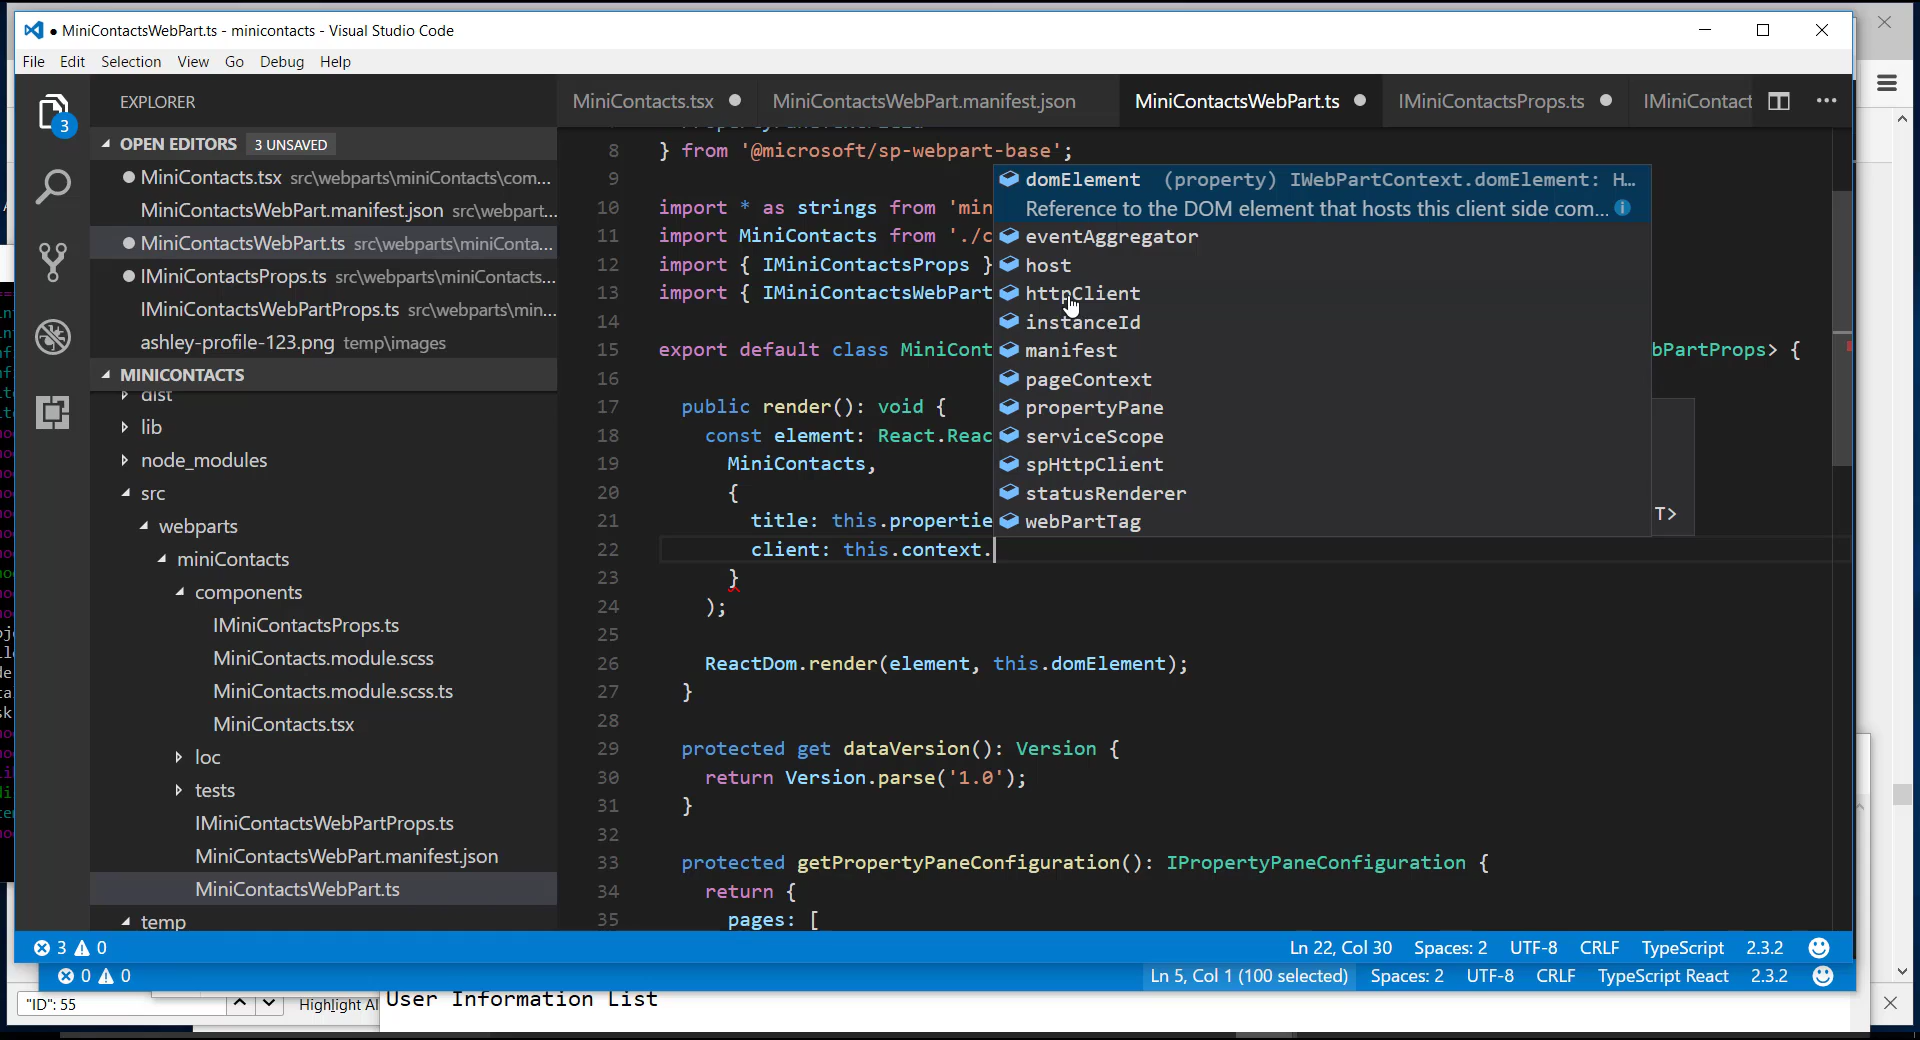 ● MiniContactsWebPart.ts - minicontacts - Visual Studio Code
File Edit Selection View Go Debug Help
3
EXPLORER
OPEN EDITORS 3 UNSAVED
● MiniContacts.tsx src\webparts\miniContacts\com...
MiniContactsWebPart.manifest.json src\webpart...
● MiniContactsWebPart.ts src\webparts\miniConta...
● IMiniContactsProps.ts src\webparts\miniContacts...
IMiniContactsWebPartProps.ts src\webparts\min...
ashley-profile-123.png temp\images
MINICONTACTS
dist
lib
node_modules
src
webparts
miniContacts
components
IMiniContactsProps.ts
MiniContacts.module.scss
MiniContacts.module.scss.ts
MiniContacts.tsx
loc
tests
IMiniContactsWebPartProps.ts
MiniContactsWebPart.manifest.json
MiniContactsWebPart.ts
temp
MiniContacts.tsx ● MiniContactsWebPart.manifest.json MiniContactsWebPart.ts ● IMiniContactsProps.ts ● IMiniContact
8 } from '@microsoft/sp-webpart-base';
9
10 import * as strings from 'min
11 import MiniContacts from './c
12 import { IMiniContactsProps }
13 import { IMiniContactsWebPart
14
15 export default class MiniCont bPartProps> {
16
17 public render(): void {
18 const element: React.Reac
19 MiniContacts,
20 {
21 title: this.propertie
22 client: this.context.
23 }
24 );
25
26 ReactDom.render(element, this.domElement);
27 }
28
29 protected get dataVersion(): Version {
30 return Version.parse('1.0');
31 }
32
33 protected getPropertyPaneConfiguration(): IPropertyPaneConfiguration {
34 return {
35 pages: [
domElement (property) IWebPartContext.domElement: H...
Reference to the DOM element that hosts this client side com...
eventAggregator
host
httpClient
instanceId
manifest
pageContext
propertyPane
serviceScope
spHttpClient
statusRenderer
webPartTag
T>
3 0 Ln 22, Col 30 Spaces: 2 UTF-8 CRLF TypeScript 2.3.2
0 0 Ln 5, Col 1 (100 selected) Spaces: 2 UTF-8 CRLF TypeScript React 2.3.2
"ID": 55 Highlight Al User Information List